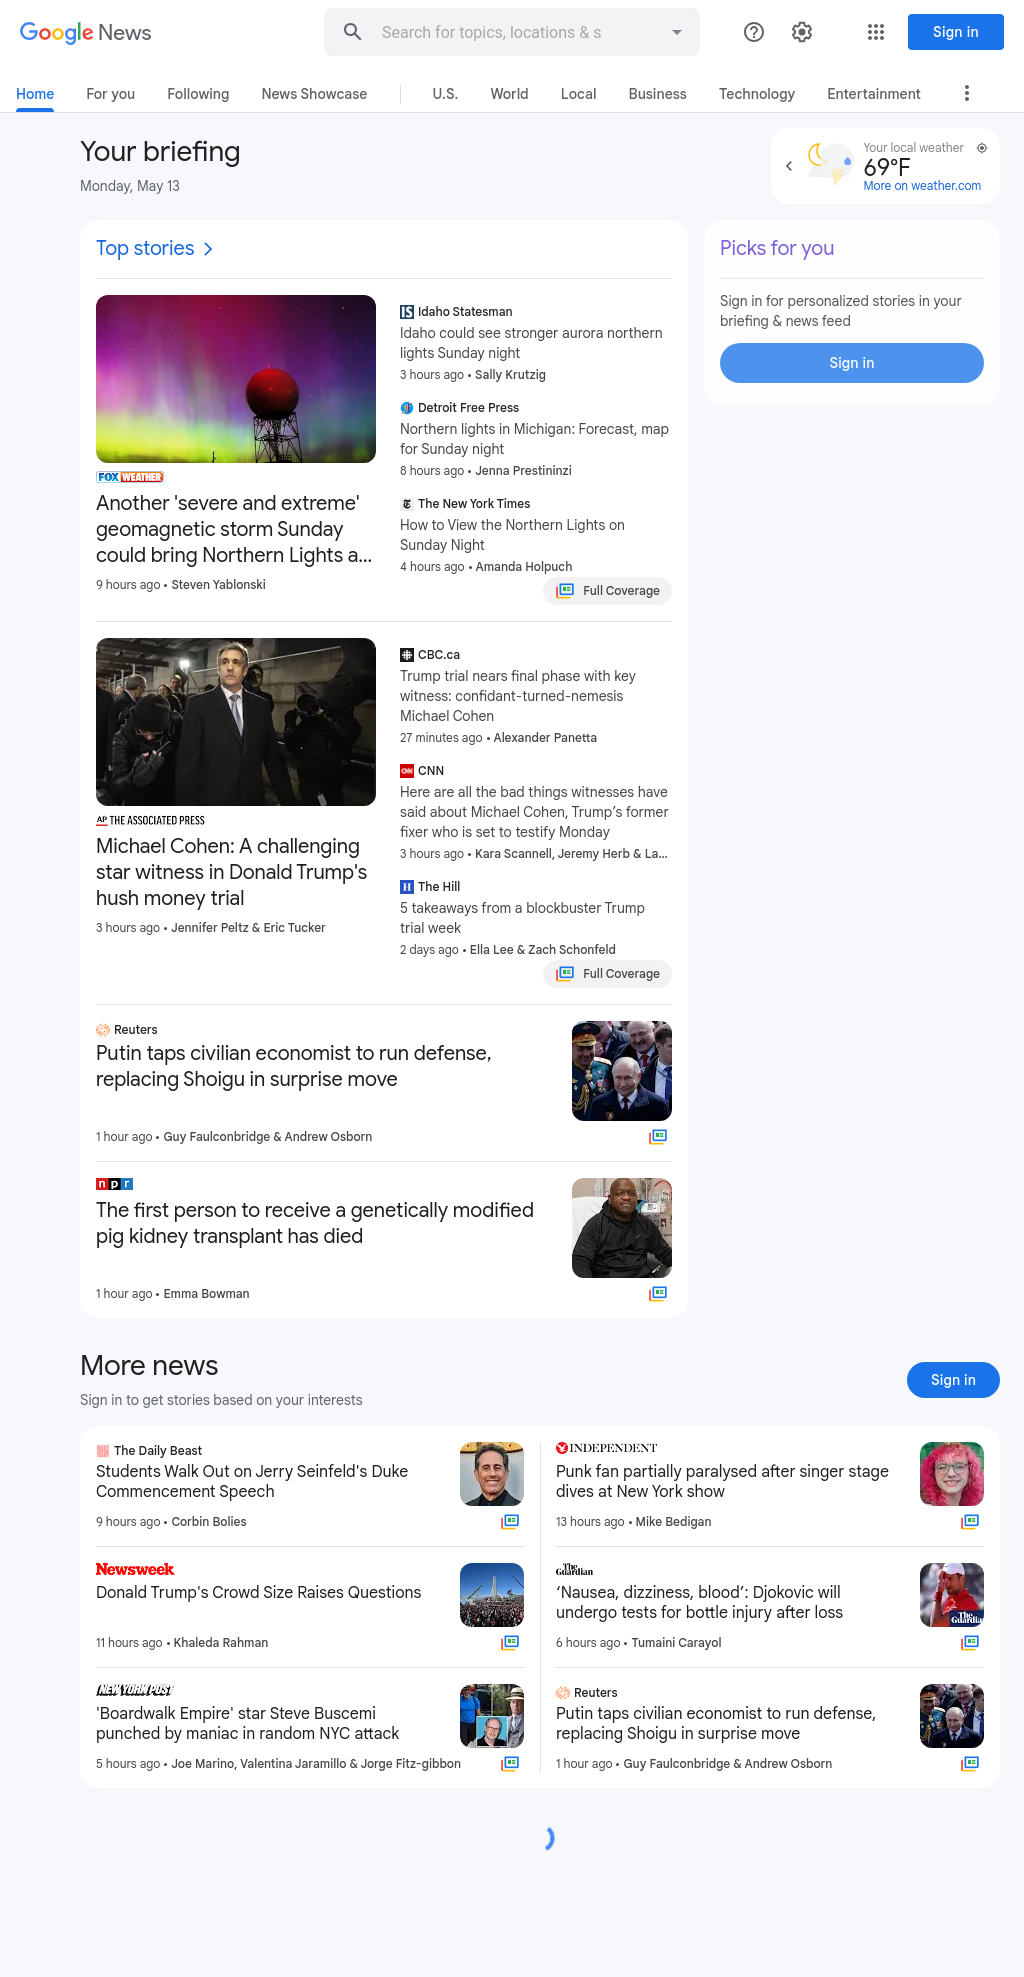 Google News
Search for topics, locations & s
Sign in
Home
For you
Following
News Showcase
U.S.
World
Local
Business
Technology
Entertainment
Your briefing
Monday, May 13
Your local weather
69°F
More on weather.com
Top stories
FOX WEATHER
Another 'severe and extreme'
geomagnetic storm Sunday
could bring Northern Lights a...
9 hours ago • Steven Yablonski
Idaho Statesman
Idaho could see stronger aurora northern
lights Sunday night
3 hours ago • Sally Krutzig
Detroit Free Press
Northern lights in Michigan: Forecast, map
for Sunday night
8 hours ago • Jenna Prestininzi
The New York Times
How to View the Northern Lights on
Sunday Night
4 hours ago • Amanda Holpuch
Full Coverage
AP THE ASSOCIATED PRESS
Michael Cohen: A challenging
star witness in Donald Trump's
hush money trial
3 hours ago • Jennifer Peltz & Eric Tucker
CBC.ca
Trump trial nears final phase with key
witness: confidant-turned-nemesis
Michael Cohen
27 minutes ago • Alexander Panetta
CNN
Here are all the bad things witnesses have
said about Michael Cohen, Trump’s former
fixer who is set to testify Monday
3 hours ago • Kara Scannell, Jeremy Herb & La...
The Hill
5 takeaways from a blockbuster Trump
trial week
2 days ago • Ella Lee & Zach Schonfeld
Full Coverage
Reuters
Putin taps civilian economist to run defense,
replacing Shoigu in surprise move
1 hour ago • Guy Faulconbridge & Andrew Osborn
npr
The first person to receive a genetically modified
pig kidney transplant has died
1 hour ago • Emma Bowman
Picks for you
Sign in for personalized stories in your
briefing & news feed
Sign in
More news
Sign in to get stories based on your interests
Sign in
The Daily Beast
Students Walk Out on Jerry Seinfeld's Duke
Commencement Speech
9 hours ago • Corbin Bolies
Newsweek
Donald Trump's Crowd Size Raises Questions
11 hours ago • Khaleda Rahman
NEW YORK POST
'Boardwalk Empire' star Steve Buscemi
punched by maniac in random NYC attack
5 hours ago • Joe Marino, Valentina Jaramillo & Jorge Fitz-gibbon
INDEPENDENT
Punk fan partially paralysed after singer stage
dives at New York show
13 hours ago • Mike Bedigan
The Guardian
‘Nausea, dizziness, blood’: Djokovic will
undergo tests for bottle injury after loss
6 hours ago • Tumaini Carayol
The Guardia
Reuters
Putin taps civilian economist to run defense,
replacing Shoigu in surprise move
1 hour ago • Guy Faulconbridge & Andrew Osborn